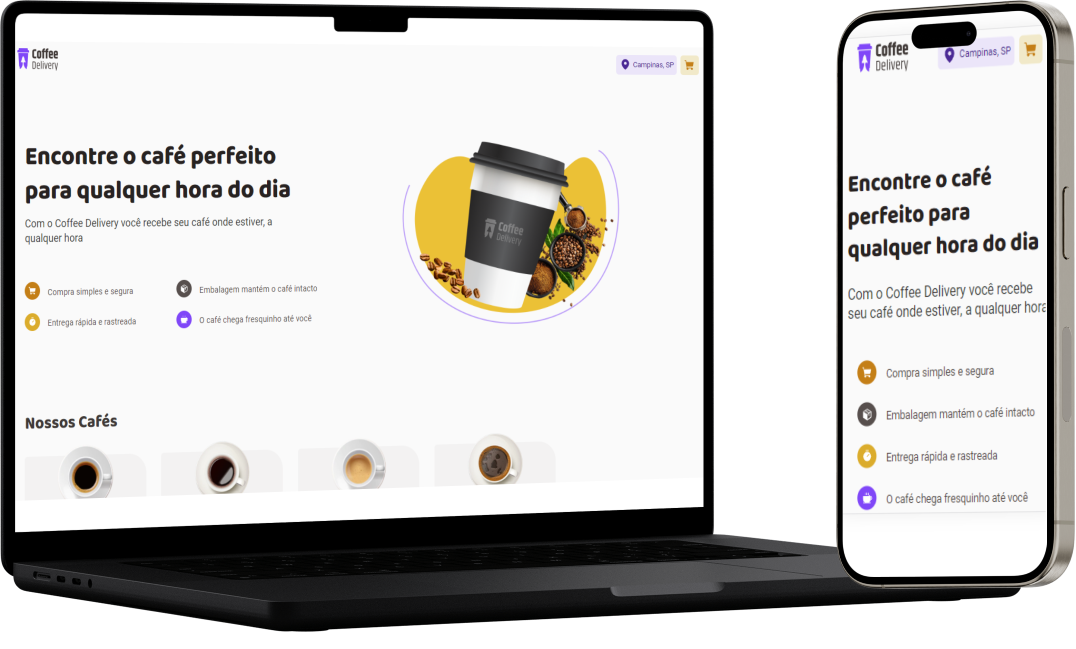 Coffee
Delivery
Campinas, SP
Encontre o café perfeito
para qualquer hora do dia
Com o Coffee Delivery você recebe seu café onde estiver, a
qualquer hora
Compra simples e segura
Embalagem mantém o café intacto
Entrega rápida e rastreada
O café chega fresquinho até você
Coffee
Delivery
Nossos Cafés
Coffee
Delivery
Campinas, SP
Encontre o café
perfeito para
qualquer hora do dia
Com o Coffee Delivery você recebe
seu café onde estiver, a qualquer hora
Compra simples e segura
Embalagem mantém o café intacto
Entrega rápida e rastreada
O café chega fresquinho até você